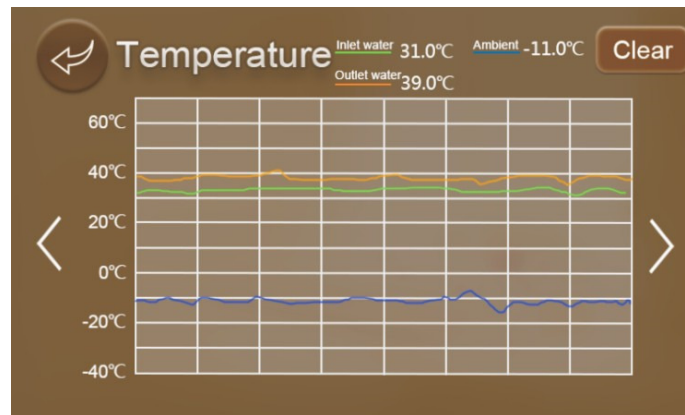 Temperature
Inlet water 31.0℃
Ambient -11.0℃
Outlet water 39.0℃
Clear
60℃
40℃
20℃
0℃
-20℃
-40℃